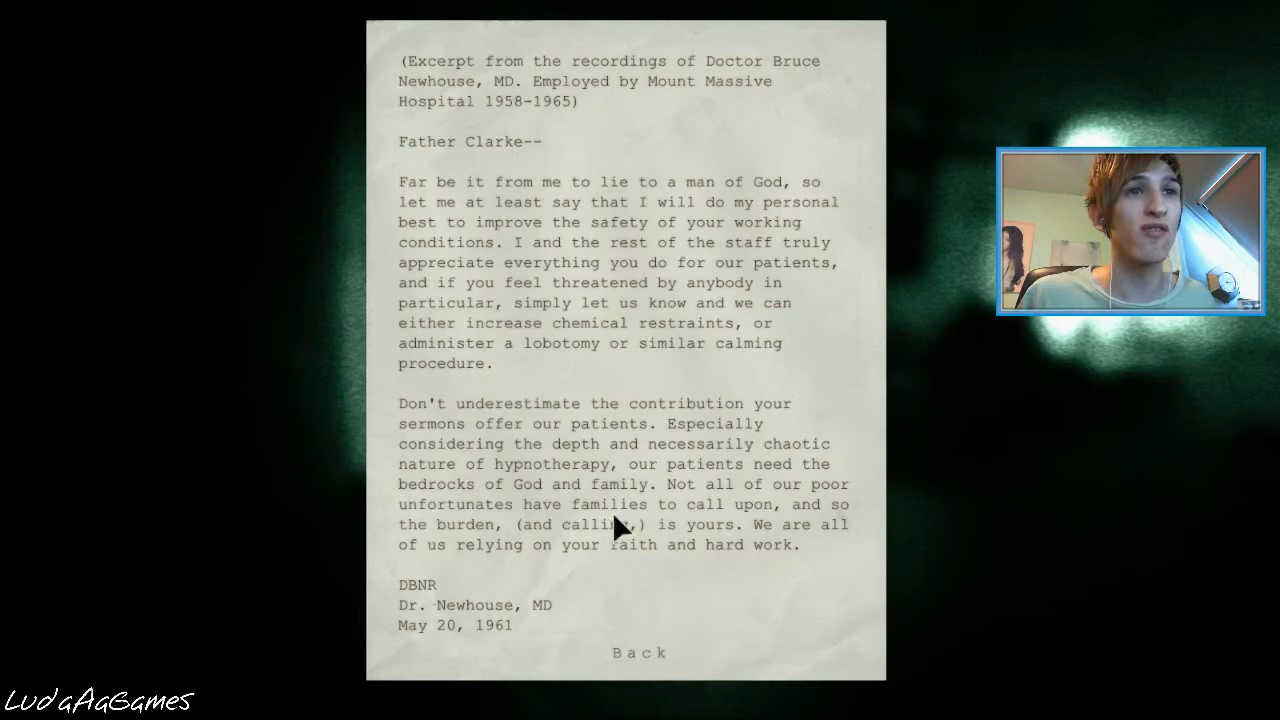 (Excerpt from the recordings of Doctor Bruce
Newhouse, MD. Employed by Mount Massive
Hospital 1958-1965)
Father Clarke--
Far be it from me to lie to a man of God, so
let me at least say that I will do my personal
best to improve the safety of your working
conditions. I and the rest of the staff truly
appreciate everything you do for our patients,
and if you feel threatened by anybody in
particular, simply let us know and we can
either increase chemical restraints, or
administer a lobotomy or similar calming
procedure.
Don't underestimate the contribution your
sermons offer our patients. Especially
considering the depth and necessarily chaotic
nature of hypnotherapy, our patients need the
bedrocks of God and family. Not all of our poor
unfortunates have families to call upon, and so
the burden, (and calling,) is yours. We are all
of us relying on your faith and hard work.
DBNR
Dr. Newhouse, MD
May 20, 1961
Back
LudaAaGames